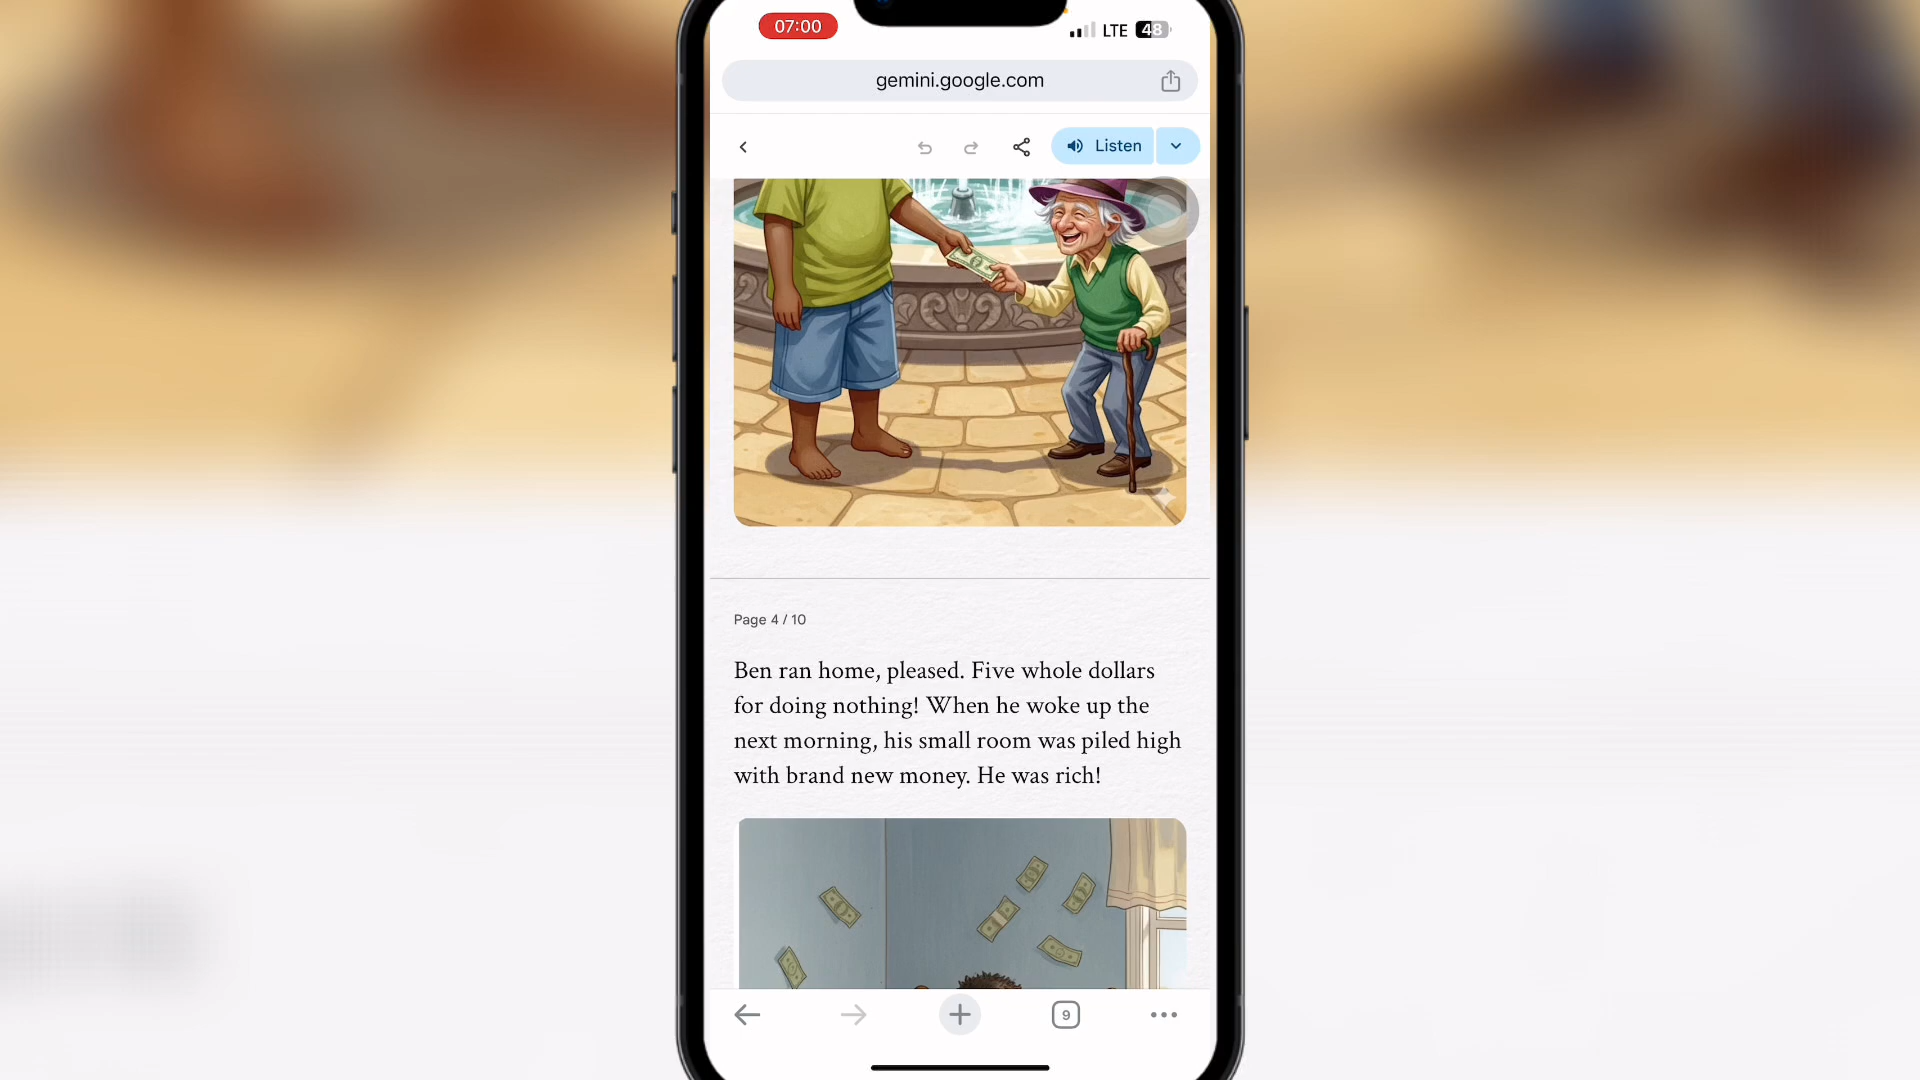 07:00
LTE 48
gemini.google.com
Listen
Page 4 / 10
Ben ran home, pleased. Five whole dollars
for doing nothing! When he woke up the
next morning, his small room was piled high
with brand new money. He was rich!
9